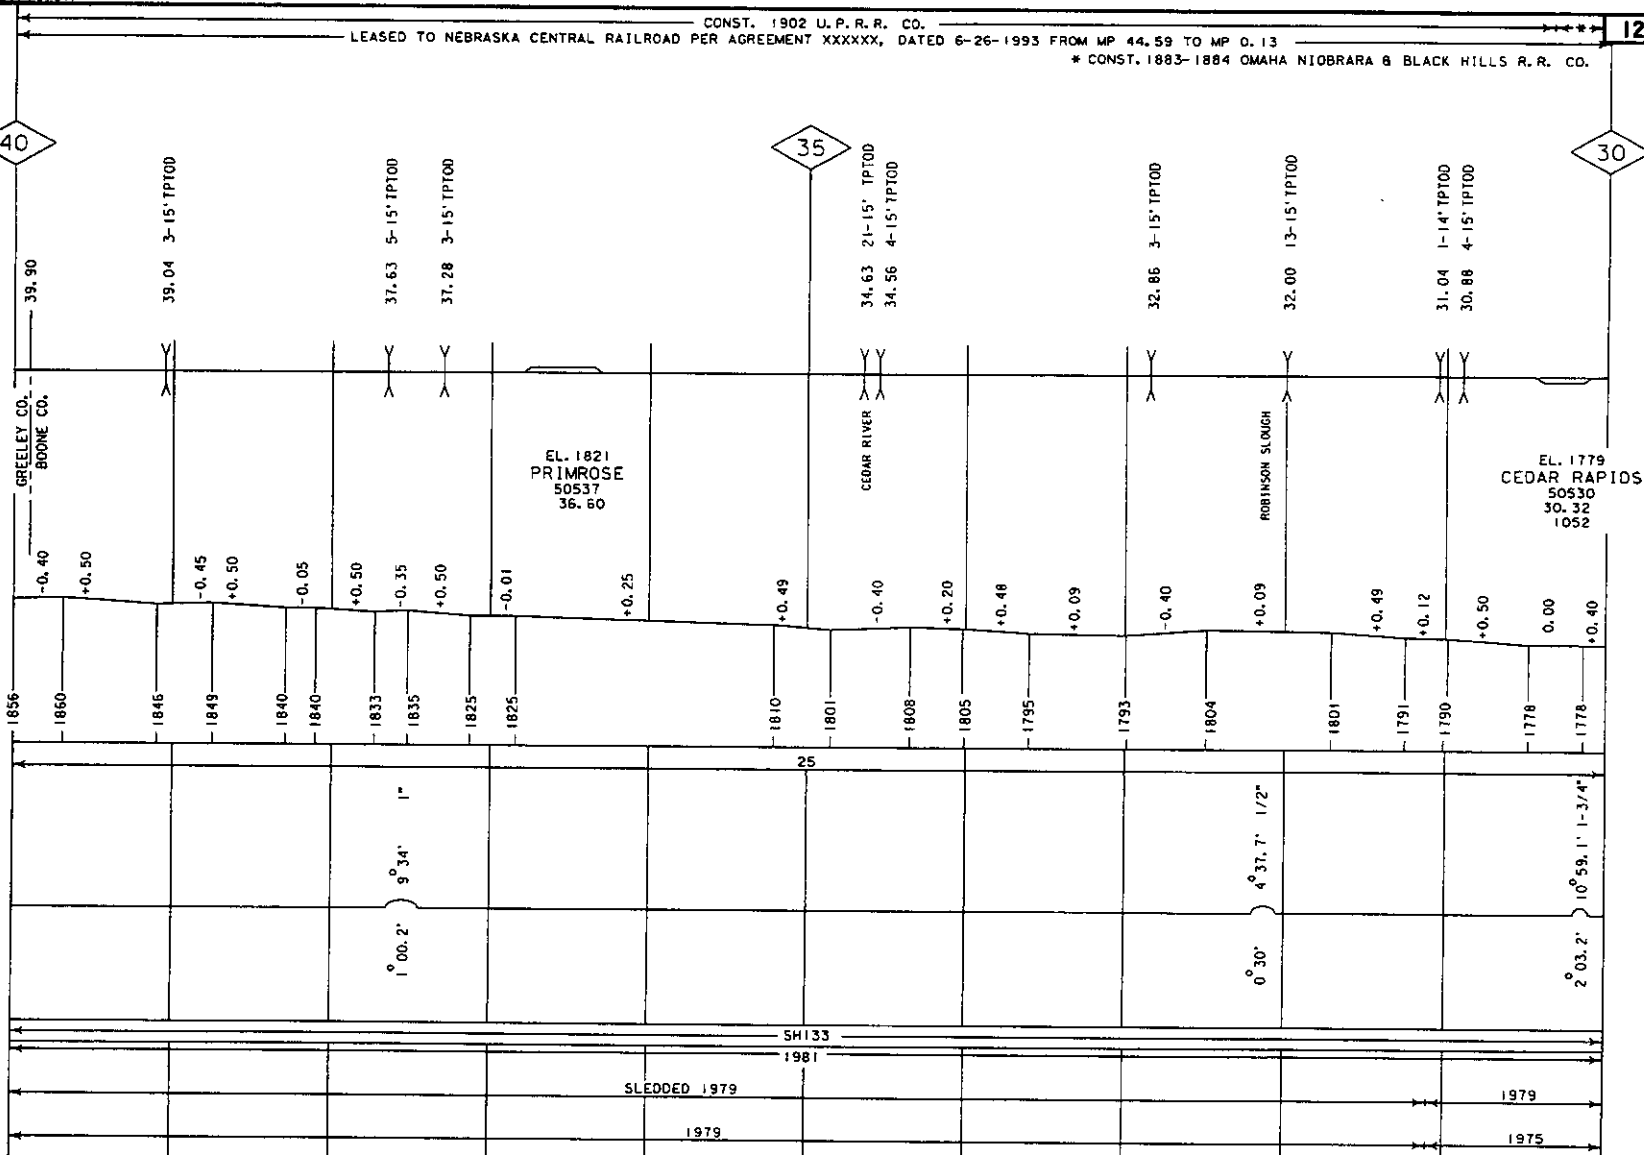 CONST. 1902 U.P.R.R. CO.
12
LEASED TO NEBRASKA CENTRAL RAILROAD PER AGREEMENT XXXXXX, DATED 6-26-1993 FROM MP 44.59 TO MP 0.13
* CONST. 1883-1884 OMAHA NIOBRARA & BLACK HILLS R.R. CO.
40
35
30
39.90
39.04 3-15' TPTOD
37.63 5-15' TPTOD
37.28 3-15' TPTOD
34.63 21-15' TPTOD
34.56 4-15' TPTOD
32.86 3-15' TPTOD
32.00 13-15' TPTOD
31.04 1-14' TPTOD
30.88 4-15' TPTOD
GREELEY CO.
BOONE CO.
EL. 1821
PRIMROSE
50537
36.60
CEDAR RIVER
ROBINSON SLOUGH
EL. 1779
CEDAR RAPIDS
50530
30.32
1052
-0.40
+0.50
-0.45
+0.50
-0.05
+0.50
-0.35
+0.50
-0.01
+0.25
+0.49
-0.40
+0.20
+0.48
+0.09
-0.40
+0.09
+0.49
+0.12
+0.50
0.00
+0.40
1856
1860
1846
1849
1840
1840
1833
1835
1825
1825
1810
1801
1808
1805
1795
1793
1804
1801
1791
1790
1778
1778
25
9°34' 1"
4°37.7' 1/2"
10°59.1' 1-3/4"
1°00.2'
0°30'
2°03.2'
SH133
1981
SLEDDED 1979
1979
1979
1975